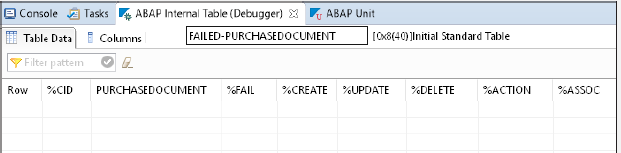 Console Tasks ABAP Internal Table (Debugger) ABAP Unit
Table Data Columns FAILED-PURCHASEDOCUMENT [0x8(40)]Initial Standard Table
Filter pattern
Row %CID PURCHASEDOCUMENT %FAIL %CREATE %UPDATE %DELETE %ACTION %ASSOC